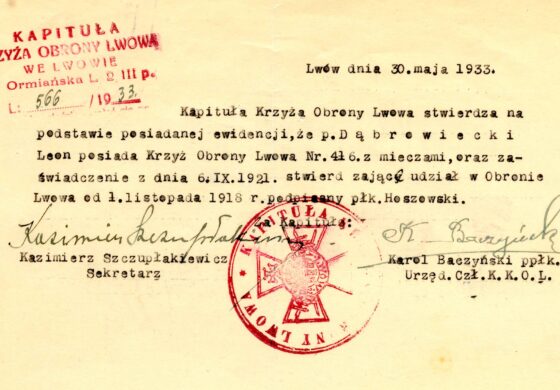 KAPITUŁA
ZYŻA OBRONY LWOWA
WE LWOWIE
Ormiańska L. 2, III p.
L: 566 / 19 33.
Lwów dnia 30.maja 1933.
Kapituła Krzyża Obrony Lwowa stwierdza na
podstawie posiadanej ewidencji,że p.D ą b r o w i e c k i
Leon posiada Krzyż Obrony Lwowa Nr.416.z mieczami,oraz za-
świadczenie z dnia 6.IX.1921. stwierdzające udział w Obronie
Lwowa od 1.listopada 1918 r.podpisany płk.Hoszowski.
a Kapitułę:
Kazimierz Szczupłakiewicz
Sekretarz
K. Baczyński
Karol Baczyński ppłk.
Urzęd.Czł.K.K.O.L.
KAPITUŁA
NY LWOWA